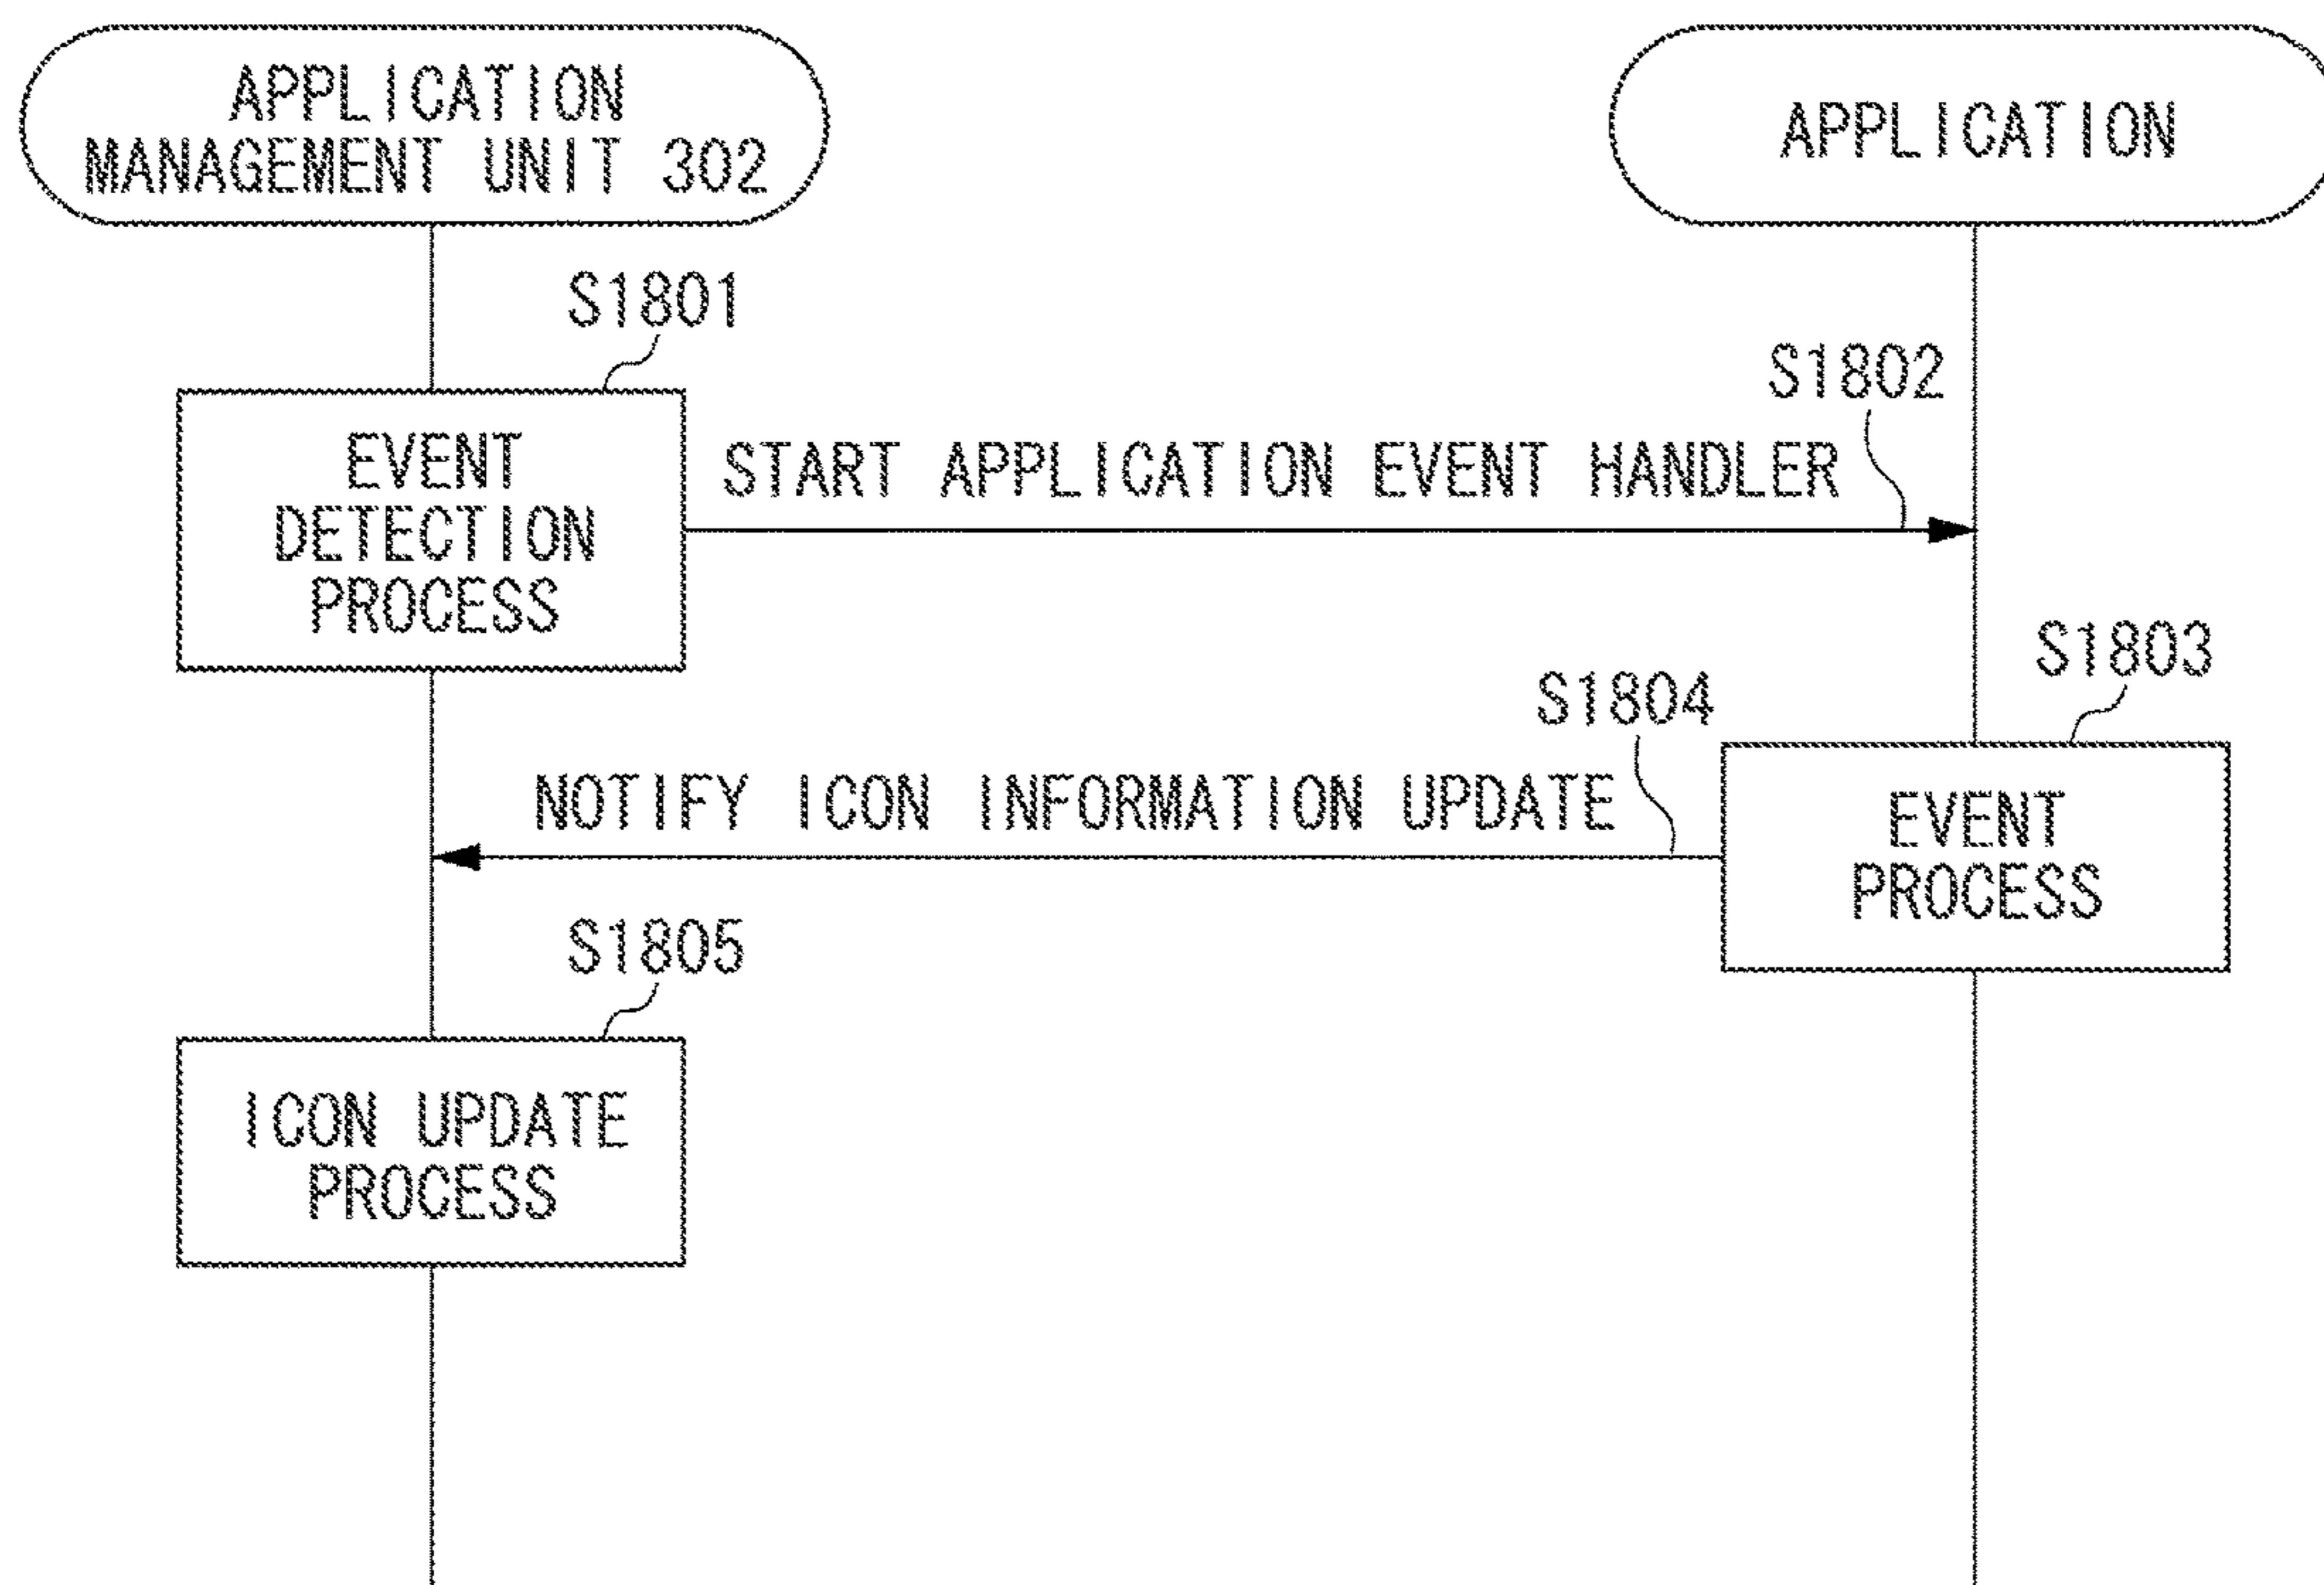 APPLICATION
MANAGEMENT UNIT 302
APPLICATION
S1801
S1802
EVENT
DETECTION
PROCESS
START APPLICATION EVENT HANDLER
S1803
S1804
NOTIFY ICON INFORMATION UPDATE
EVENT
PROCESS
S1805
ICON UPDATE
PROCESS